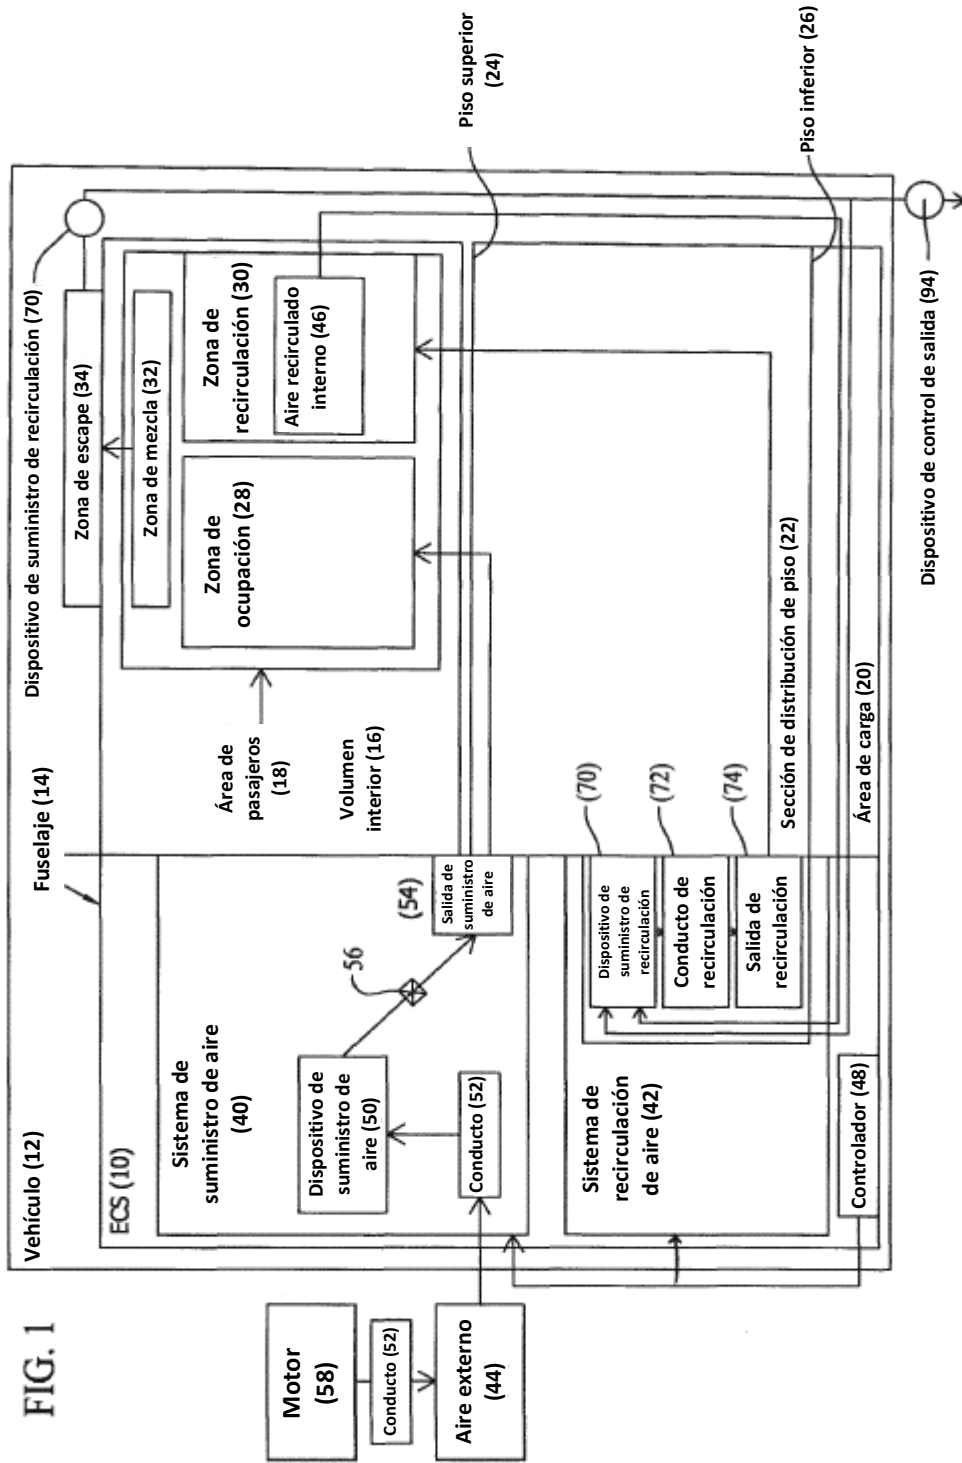 FIG. 1
Vehículo (12)
Fuselaje (14)
Dispositivo de suministro de recirculación (70)
ECS (10)
Zona de escape (34)
Zona de mezcla (32)
Sistema de
suministro de aire
(40)
Área de
pasajeros
(18)
Zona de
ocupación (28)
Zona de
recirculación (30)
Aire recirculado
interno (46)
Motor
(58)
Dispositivo de
suministro de
aire (50)
56
(54)
Volumen
interior (16)
Conducto (52)
Conducto (52)
Salida de
suministro
de aire
Piso superior
(24)
Aire externo
(44)
Sistema de
recirculación
de aire (42)
Dispositivo de
suministro de
recirculación
(70)
Conducto de
recirculación
(72)
Salida de
recirculación
(74)
Sección de distribución de piso (22)
Piso inferior (26)
Controlador (48)
Área de carga (20)
Dispositivo de control de salida (94)